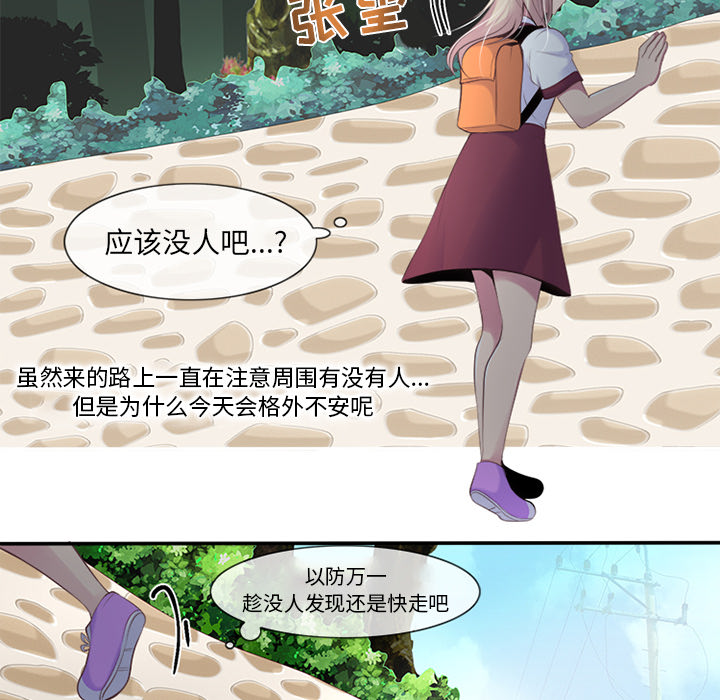 张望
应该没人吧...?
虽然来的路上一直在注意周围有没有人...
但是为什么今天会格外不安呢
以防万一
趁没人发现还是快走吧